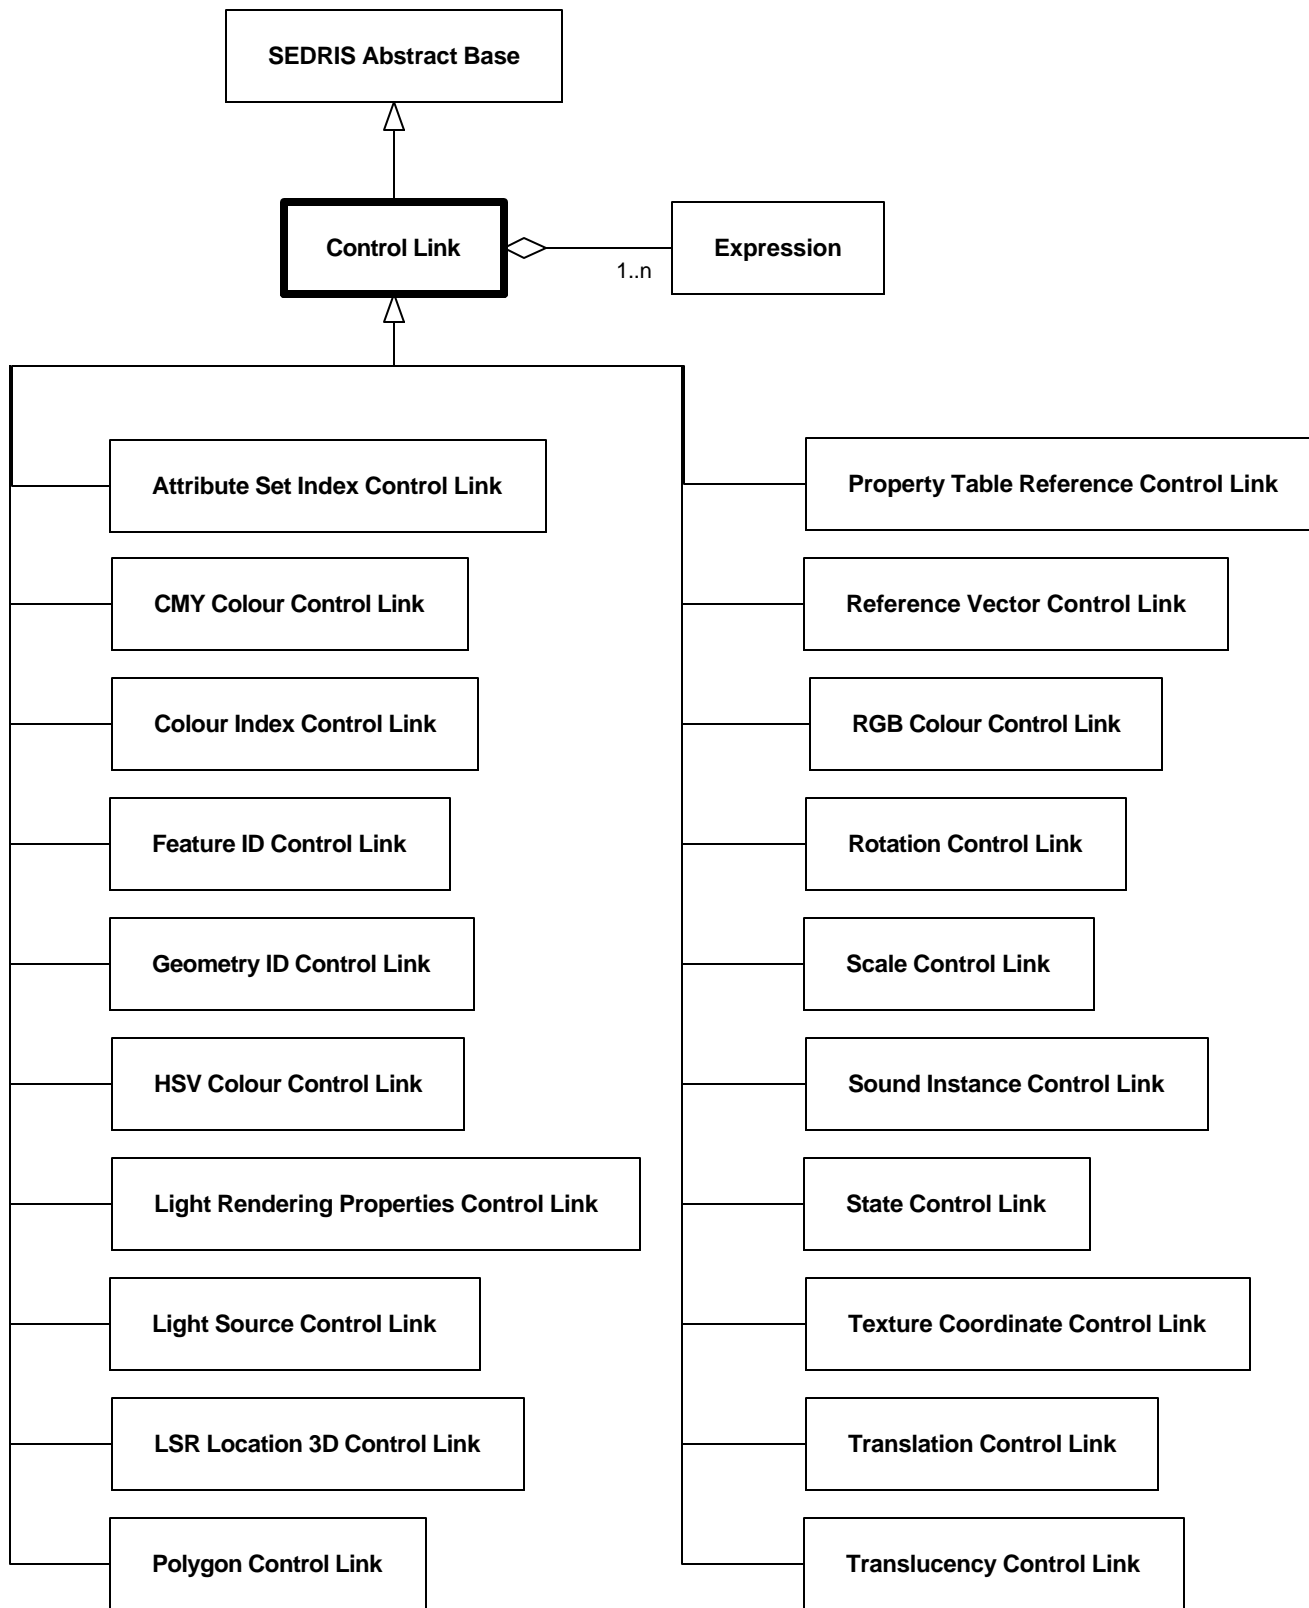 SEDRIS Abstract Base
Control Link
Expression
1..n
Attribute Set Index Control Link
CMY Colour Control Link
Colour Index Control Link
Feature ID Control Link
Geometry ID Control Link
HSV Colour Control Link
Light Rendering Properties Control Link
Light Source Control Link
LSR Location 3D Control Link
Polygon Control Link
Property Table Reference Control Link
Reference Vector Control Link
RGB Colour Control Link
Rotation Control Link
Scale Control Link
Sound Instance Control Link
State Control Link
Texture Coordinate Control Link
Translation Control Link
Translucency Control Link